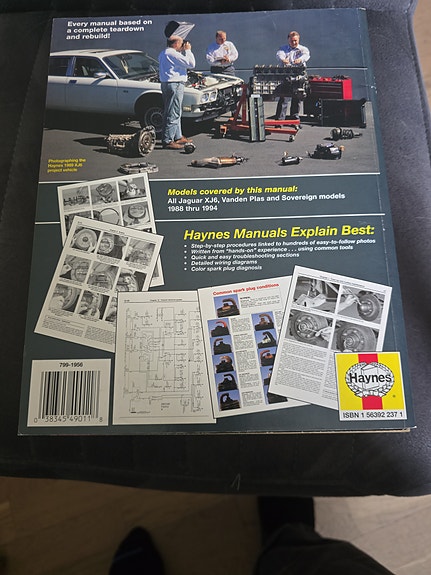 Every manual based on
a complete teardown
and rebuild!
Photographing the
Haynes 1989 XJ6
project vehicle
Models covered by this manual:
All Jaguar XJ6, Vanden Plas and Sovereign models
1988 thru 1994
Haynes Manuals Explain Best:
• Step-by-step procedures linked to hundreds of easy-to-follow photos
• Written from "hands-on" experience . . . using common tools
• Quick and easy troubleshooting sections
• Detailed wiring diagrams
• Color spark plug diagnosis
Common spark plug conditions
799-1956
0 38345 49011 8
Haynes
®
ISBN 1 56392 237 1